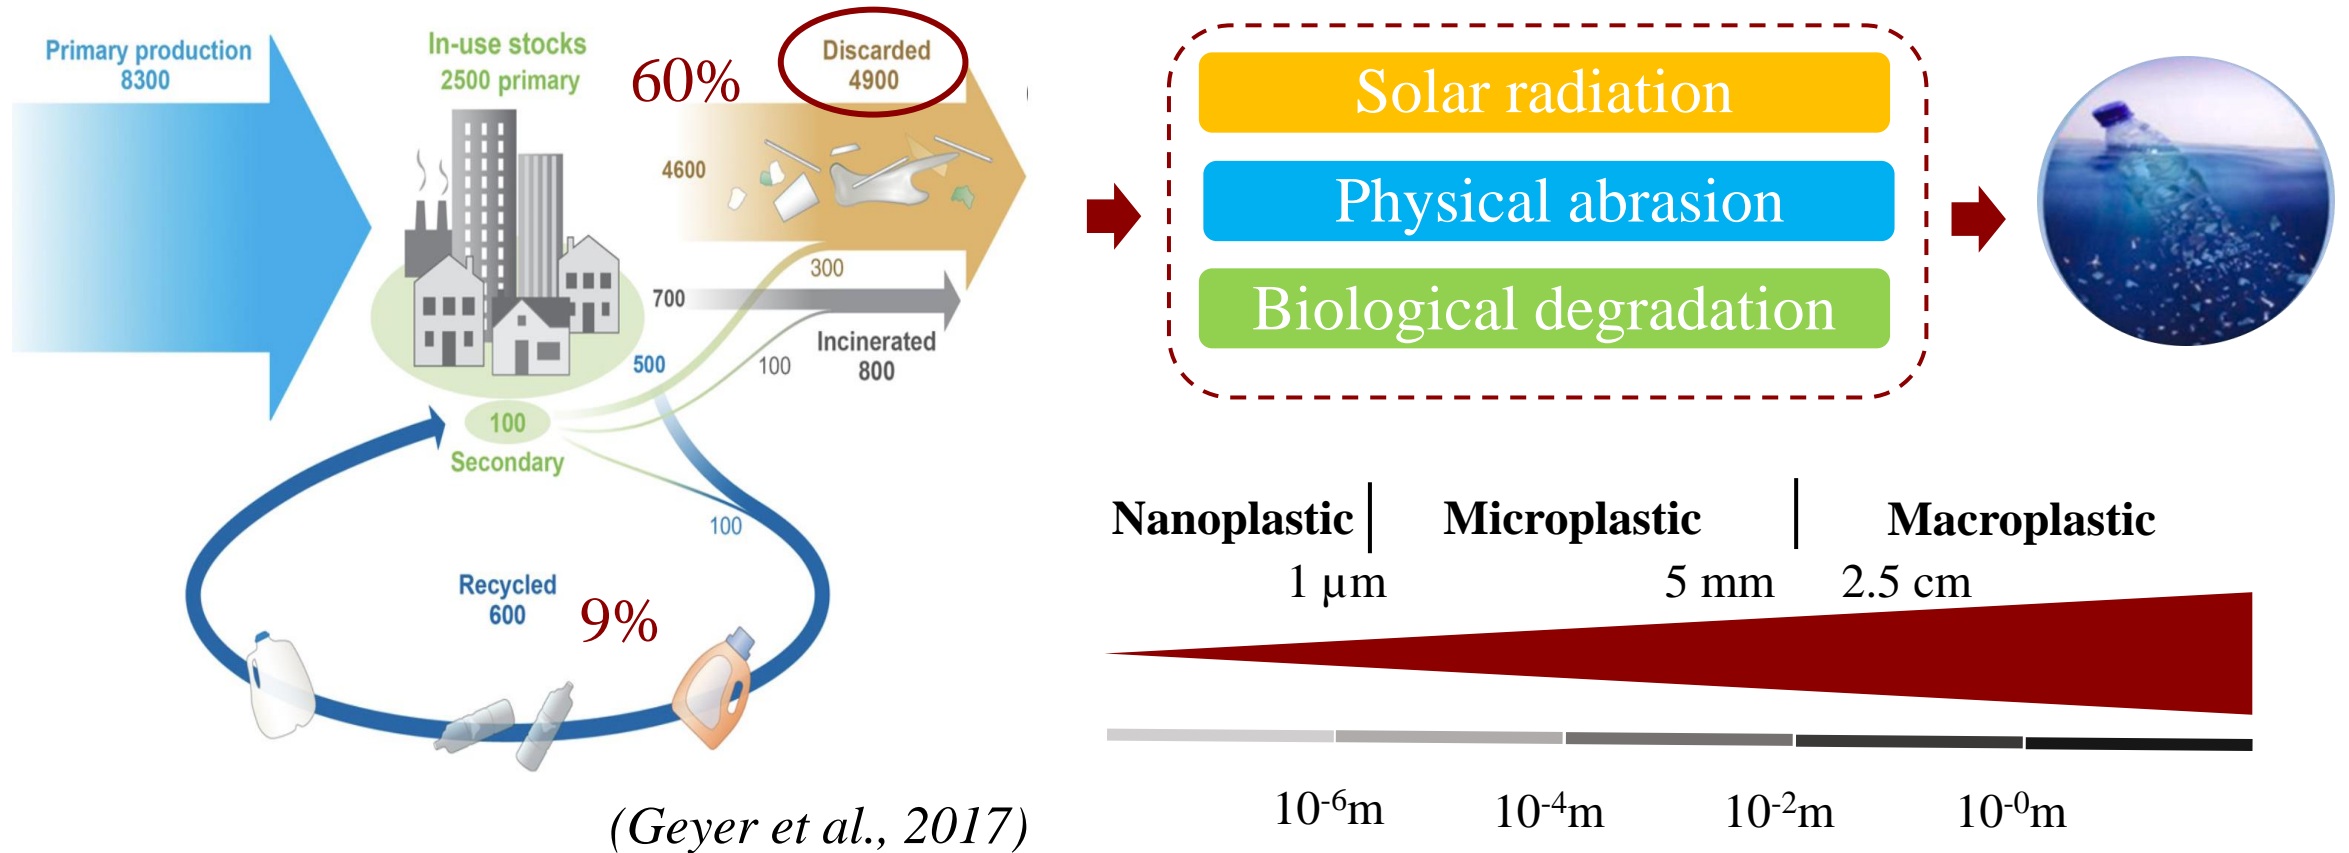 Primary production
8300
In-use stocks
2500 primary
60%
Discarded
4900
4600
300
700
Incinerated
800
500
100
100
Secondary
100
Recycled
600
9%
(Geyer et al., 2017)
Solar radiation
Physical abrasion
Biological degradation
Nanoplastic
Microplastic
Macroplastic
1 μm
5 mm
2.5 cm
10⁻⁶m
10⁻⁴m
10⁻²m
10⁻⁰m